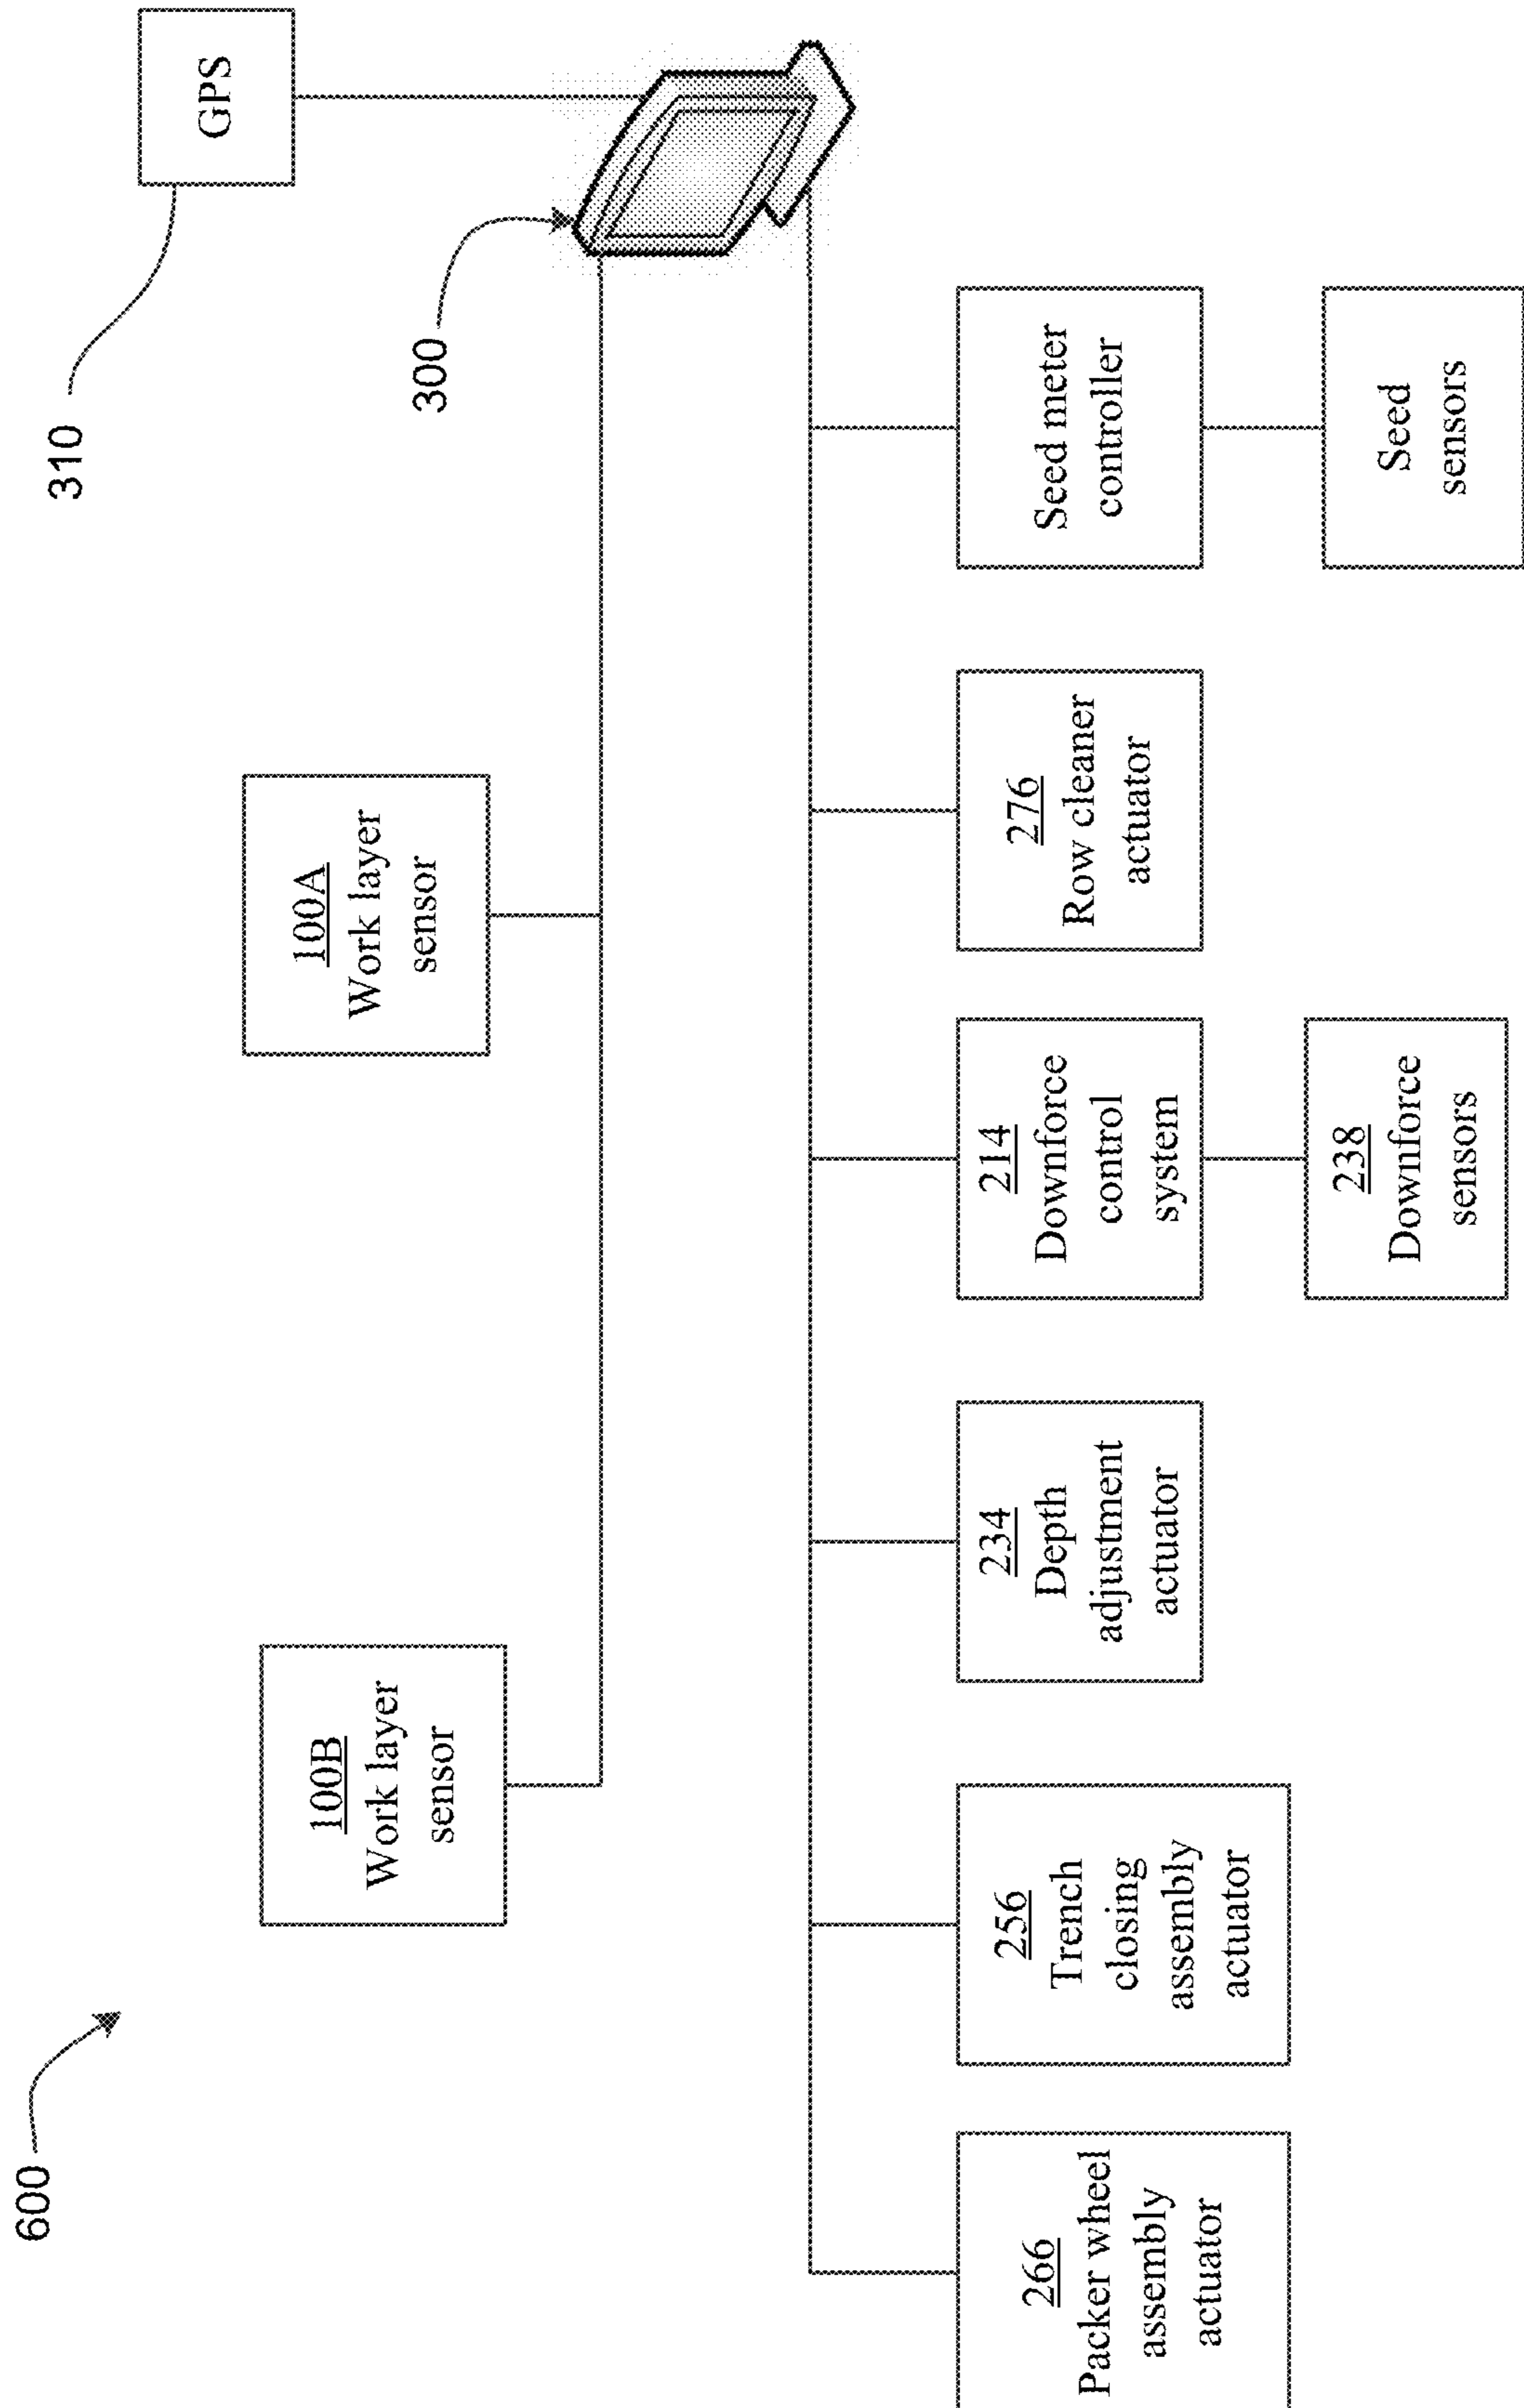 600
310
GPS
300
100B
Work layer
sensor
100A
Work layer
sensor
266
Packer wheel
assembly
actuator
256
Trench
closing
assembly
actuator
234
Depth
adjustment
actuator
214
Downforce
control
system
276
Row cleaner
actuator
Seed meter
controller
238
Downforce
sensors
Seed
sensors